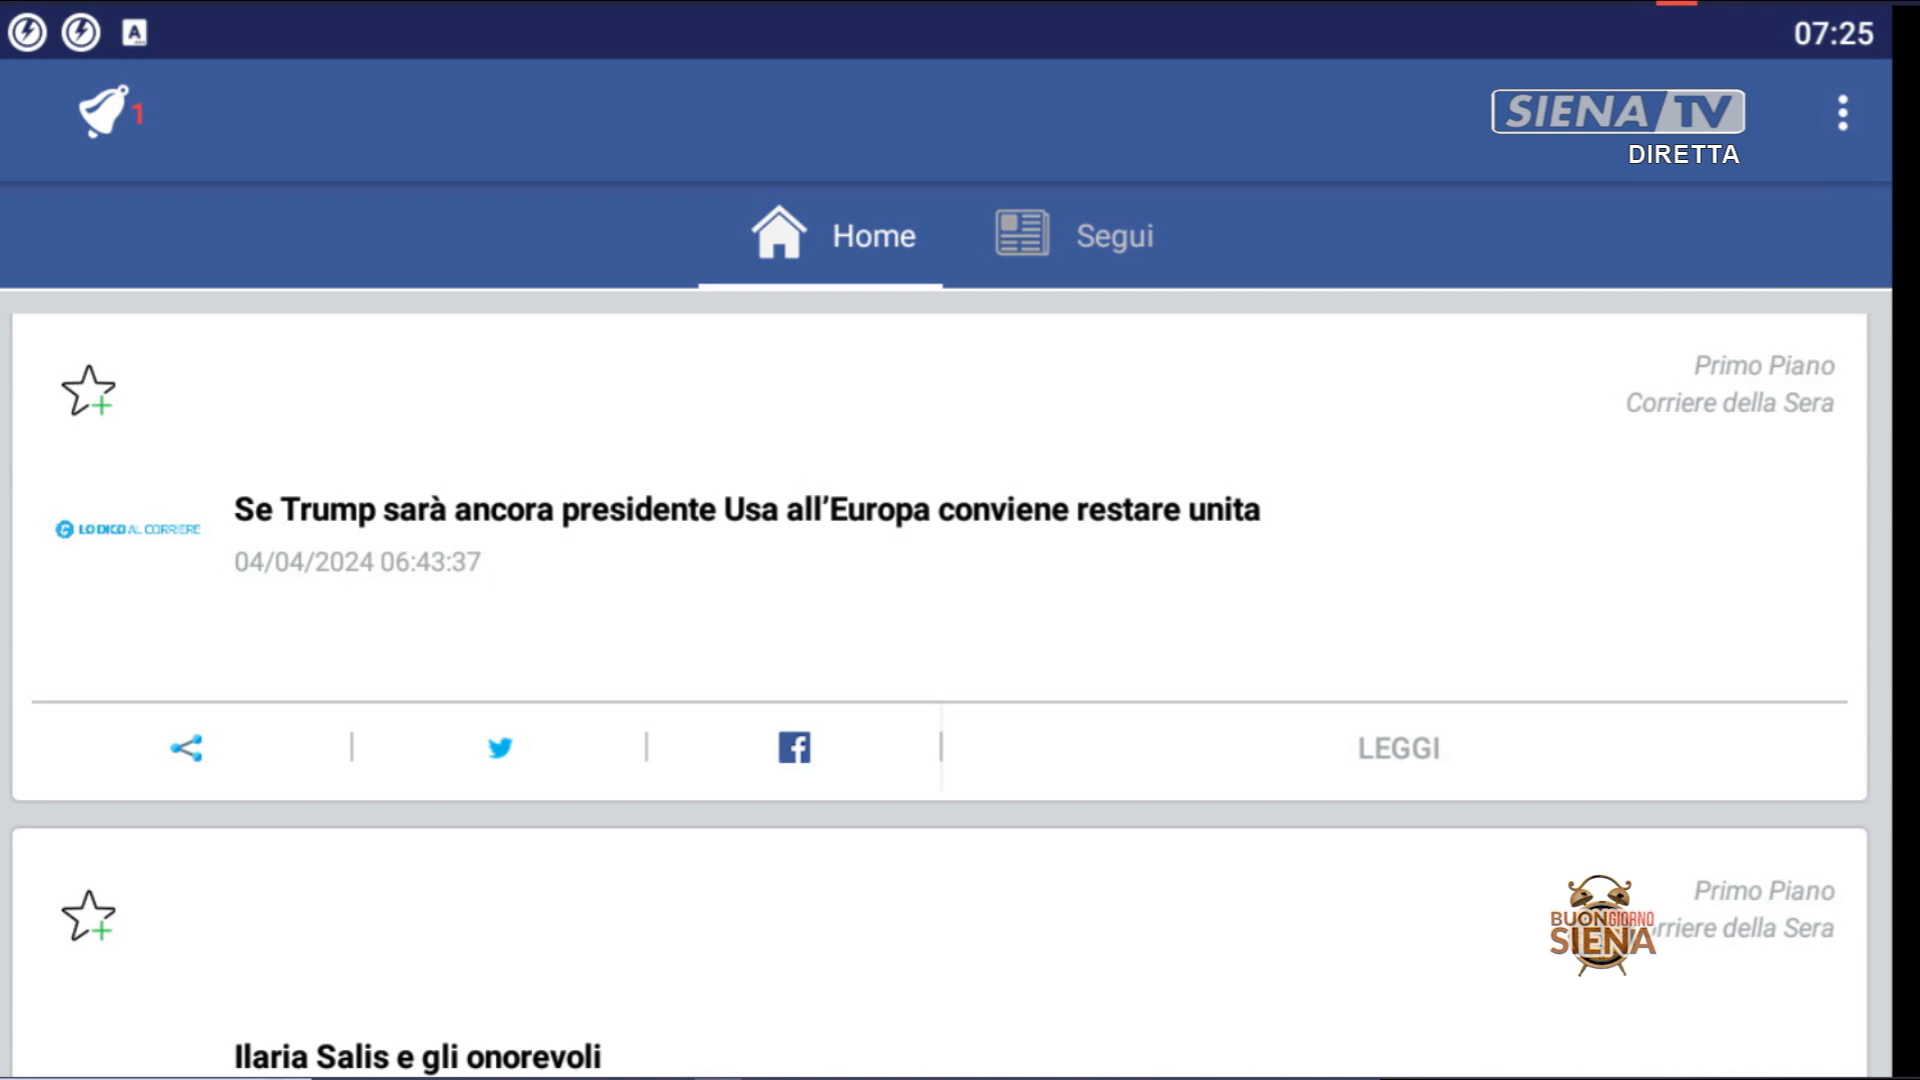 A
07:25
1
SIENA TV
DIRETTA
Home
Segui
Primo Piano
Corriere della Sera
Se Trump sarà ancora presidente Usa all’Europa conviene restare unita
LO DICO AL CORRIERE
04/04/2024 06:43:37
LEGGI
Primo Piano
rriere della Sera
BUONGIORNO
SIENA
Ilaria Salis e gli onorevoli